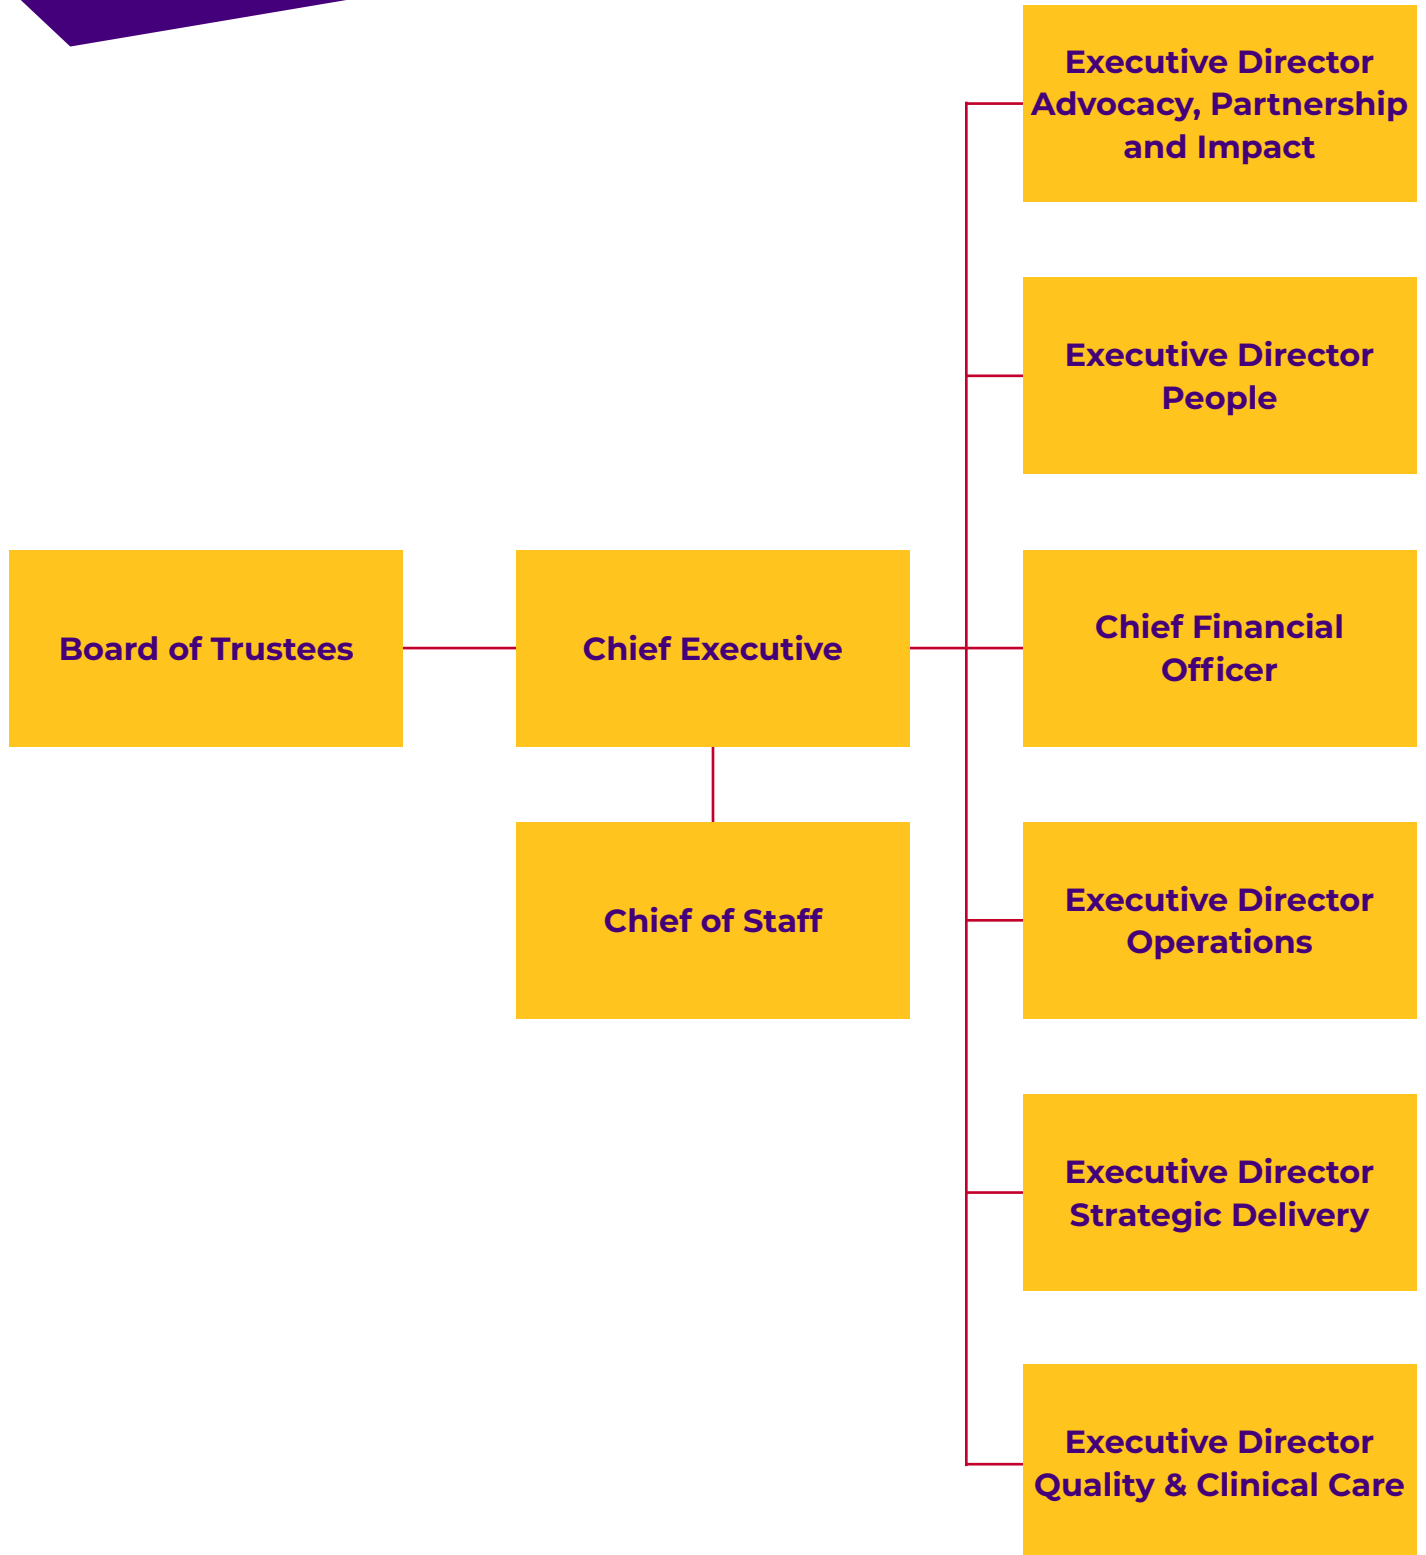 Executive Director
Advocacy, Partnership
and Impact
Executive Director
People
Board of Trustees
Chief Executive
Chief Financial
Officer
Chief of Staff
Executive Director
Operations
Executive Director
Strategic Delivery
Executive Director
Quality & Clinical Care